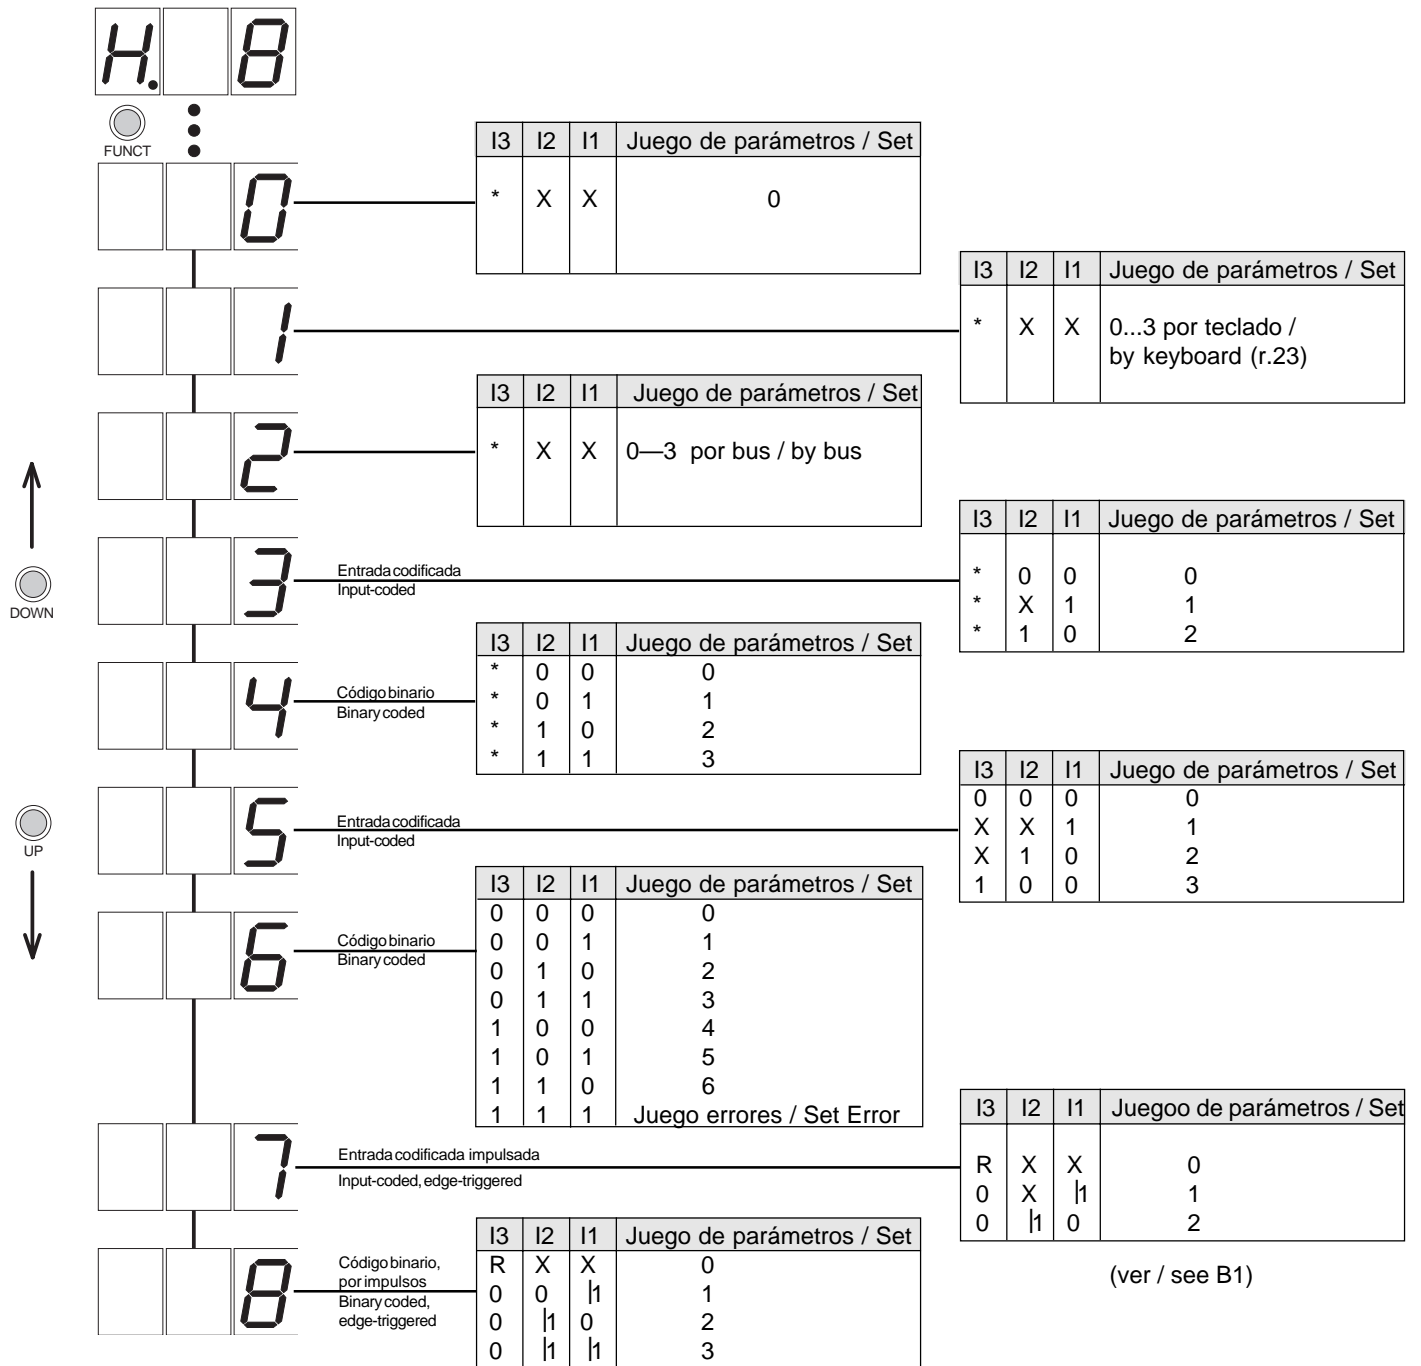 H. 8
FUNCT
0
I3 I2 I1 Juego de parámetros / Set
* X X 0
1
I3 I2 I1 Juego de parámetros / Set
* X X 0...3 por teclado /
by keyboard (r.23)
2
I3 I2 I1 Juego de parámetros / Set
* X X 0—3 por bus / by bus
DOWN
3
Entrada codificada
Input-coded
I3 I2 I1 Juego de parámetros / Set
* 0 0 0
* X 1 1
* 1 0 2
4
Código binario
Binary coded
I3 I2 I1 Juego de parámetros / Set
* 0 0 0
* 0 1 1
* 1 0 2
* 1 1 3
UP
5
Entrada codificada
Input-coded
I3 I2 I1 Juego de parámetros / Set
0 0 0 0
X X 1 1
X 1 0 2
1 0 0 3
6
Código binario
Binary coded
I3 I2 I1 Juego de parámetros / Set
0 0 0 0
0 0 1 1
0 1 0 2
0 1 1 3
1 0 0 4
1 0 1 5
1 1 0 6
1 1 1 Juego errores / Set Error
7
Entrada codificada impulsada
Input-coded, edge-triggered
I3 I2 I1 Juegoo de parámetros / Set
R X X 0
0 X |1 1
0 |1 0 2
(ver / see B1)
8
Código binario,
por impulsos
Binary coded,
edge-triggered
I3 I2 I1 Juego de parámetros / Set
R X X 0
0 0 |1 1
0 |1 0 2
0 |1 |1 3